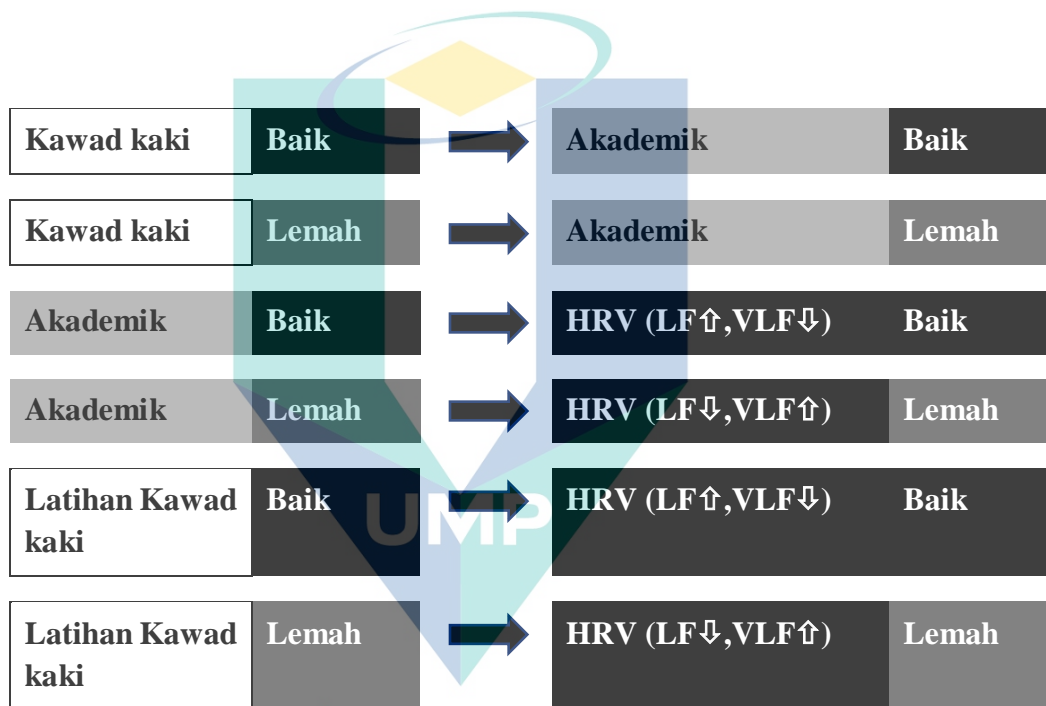 Kawad kaki Baik Akademik Baik
Kawad kaki Lemah Akademik Lemah
Akademik Baik HRV (LF⇧,VLF⇩) Baik
Akademik Lemah HRV (LF⇩,VLF⇧) Lemah
Latihan Kawad Baik HRV (LF⇧,VLF⇩) Baik
kaki
UMP
Latihan Kawad Lemah HRV (LF⇩,VLF⇧) Lemah
kaki